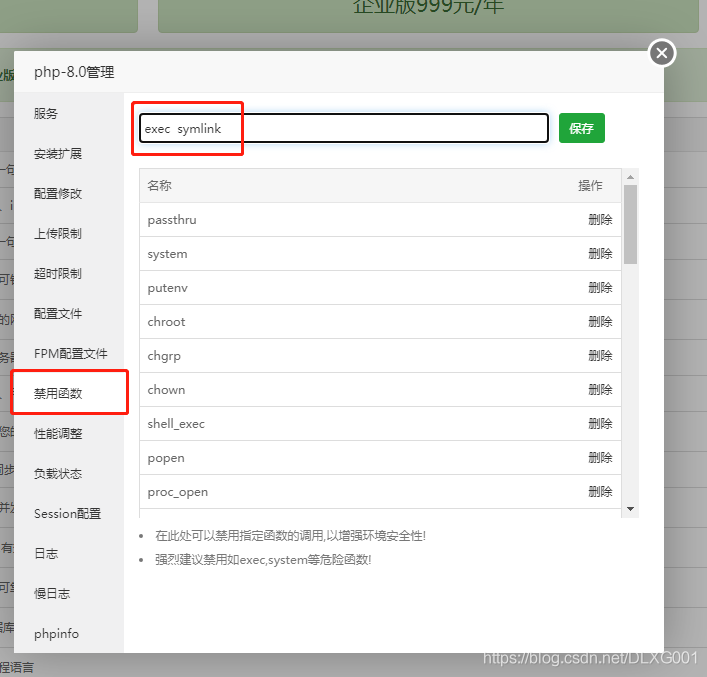 企业版999元/年
php-8.0管理
服务
安装扩展
配置修改
上传限制
超时限制
配置文件
FPM配置文件
禁用函数
性能调整
负载状态
Session配置
日志
慢日志
phpinfo
exec symlink
保存
名称 操作
passthru 删除
system 删除
putenv 删除
chroot 删除
chgrp 删除
chown 删除
shell_exec 删除
popen 删除
proc_open 删除
在此处可以禁用指定函数的调用,以增强环境安全性!
强烈建议禁用如exec,system等危险函数!
程语言
https://blog.csdn.net/DLXG001